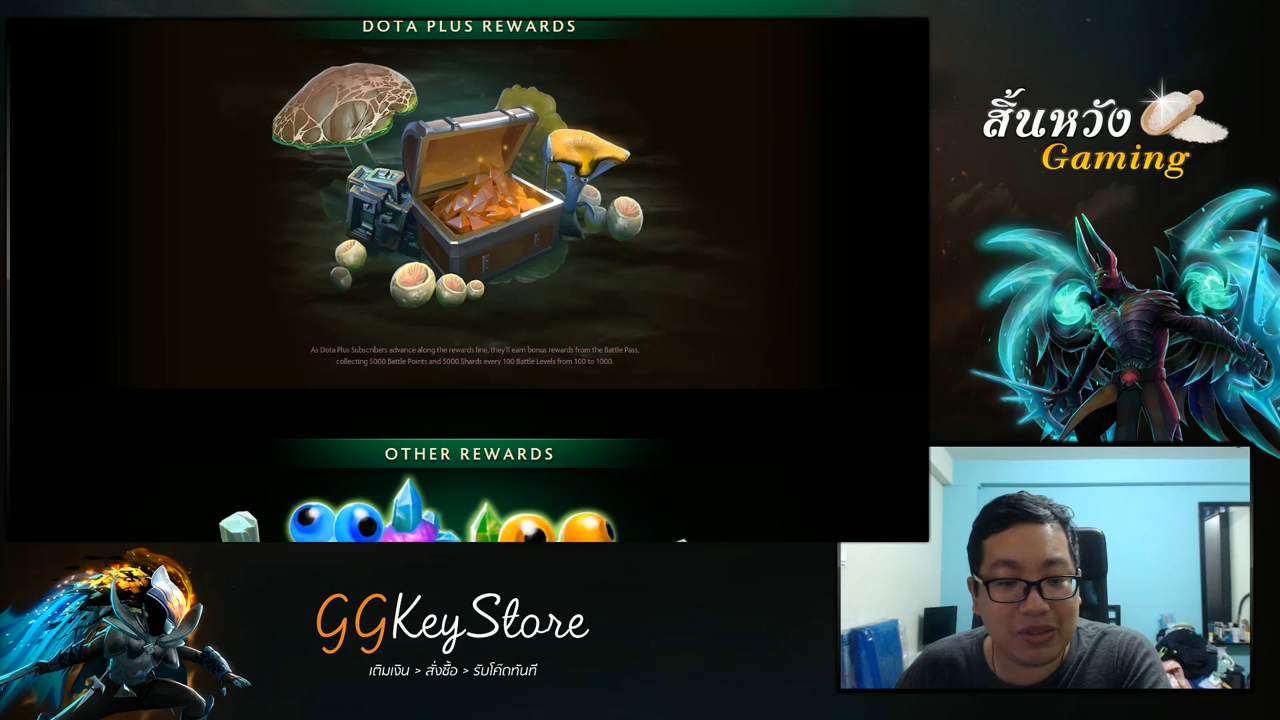 DOTA PLUS REWARDS
As Dota Plus Subscribers advance along the rewards line, they'll earn bonus rewards from the Battle Pass,
collecting 5000 Battle Points and 5000 Shards every 100 Battle Levels from 100 to 1000.
OTHER REWARDS
สิ้นหวัง
Gaming
GGKeyStore
เติมเงิน > สั่งซื้อ > รับโค๊ดทันที